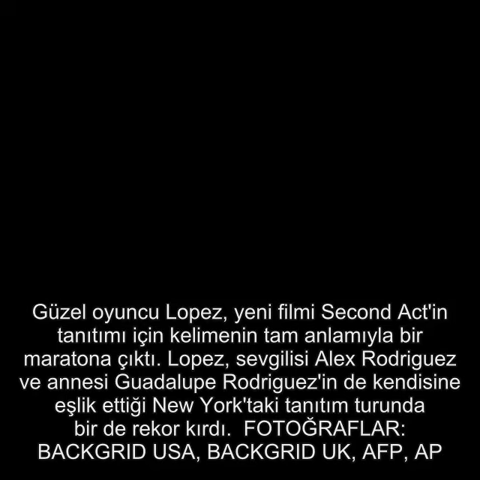 Güzel oyuncu Lopez, yeni filmi Second Act'in
tanıtımı için kelimenin tam anlamıyla bir
maratona çıktı. Lopez, sevgilisi Alex Rodriguez
ve annesi Guadalupe Rodriguez'in de kendisine
eşlik ettiği New York'taki tanıtım turunda
bir de rekor kırdı.  FOTOĞRAFLAR:
BACKGRID USA, BACKGRID UK, AFP, AP